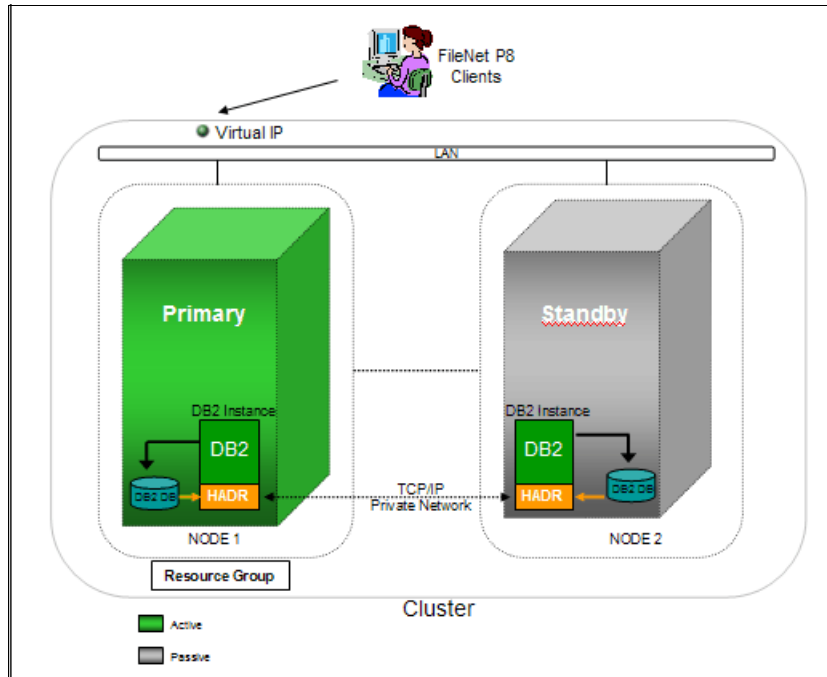 FileNet P8
Clients
Virtual IP
LAN
Primary
Standby
DB2 Instance
DB2
DB2 DB
HADR
DB2 Instance
DB2
HADR
DB2 DB
TCP/IP
Private Network
NODE 1
NODE 2
Resource Group
Cluster
Active
Passive